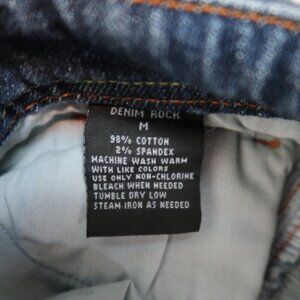 DENIM ROCK
M
98% COTTON
2% SPANDEX
MACHINE WASH WARM
WITH LIKE COLORS
USE ONLY NON-CHLORINE
BLEACH WHEN NEEDED
TUMBLE DRY LOW
STEAM IRON AS NEEDED